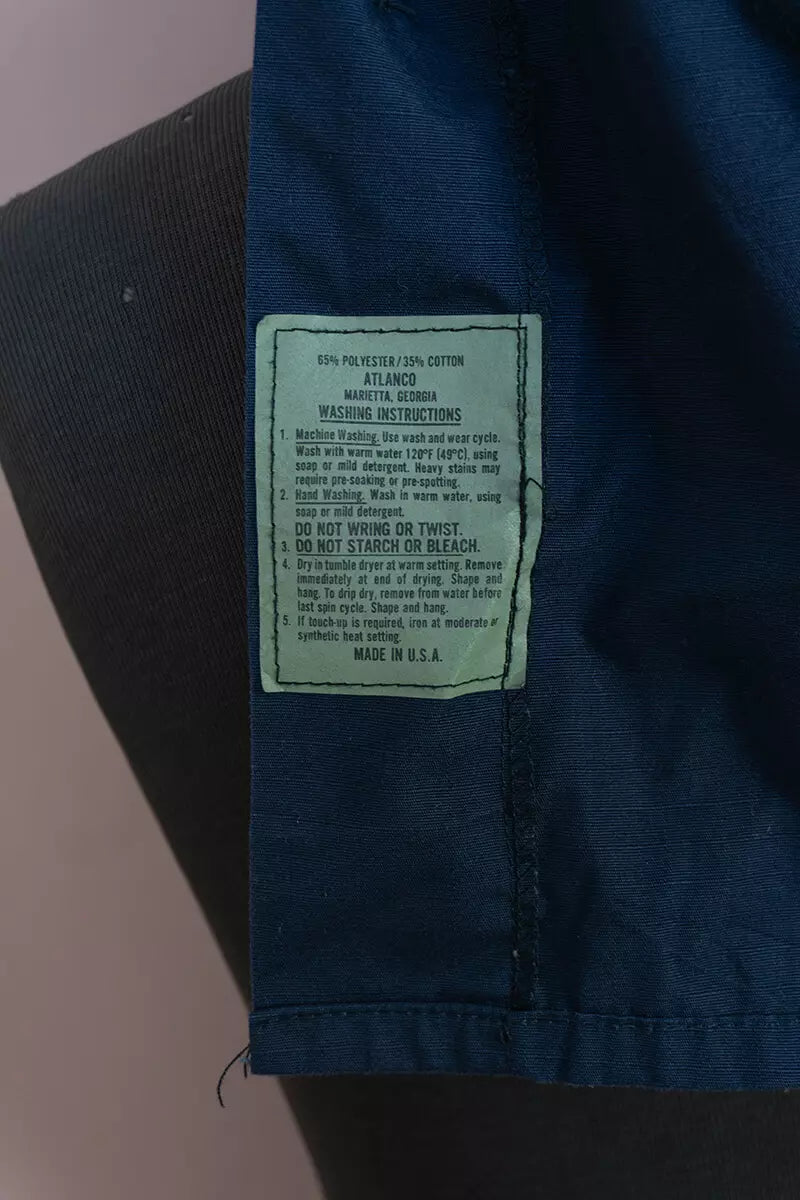 65% POLYESTER/35% COTTON
ATLANCO
MARIETTA, GEORGIA
WASHING INSTRUCTIONS
1. Machine Washing. Use wash and wear cycle.
Wash with warm water 120°F (49°C), using
soap or mild detergent. Heavy stains may
require pre-soaking or pre-spotting.
2. Hand Washing. Wash in warm water, using
soap or mild detergent.
DO NOT WRING OR TWIST.
3. DO NOT STARCH OR BLEACH.
4. Dry in tumble dryer at warm setting. Remove
immediately at end of drying. Shape and
hang. To drip dry, remove from water before
last spin cycle. Shape and hang.
5. If touch-up is required, iron at moderate or
synthetic heat setting.
MADE IN U.S.A.